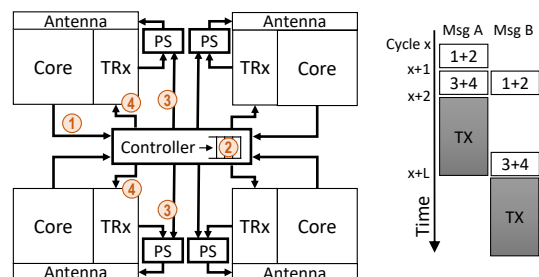 Antenna
Antenna
PS
PS
Core
TRx
TRx
Core
4
3
1
Controller
2
4
3
Core
TRx
TRx
Core
PS
PS
Antenna
Antenna
Msg A
Msg B
Cycle x
1+2
x+1
3+4
1+2
x+2
TX
3+4
x+L
TX
Time